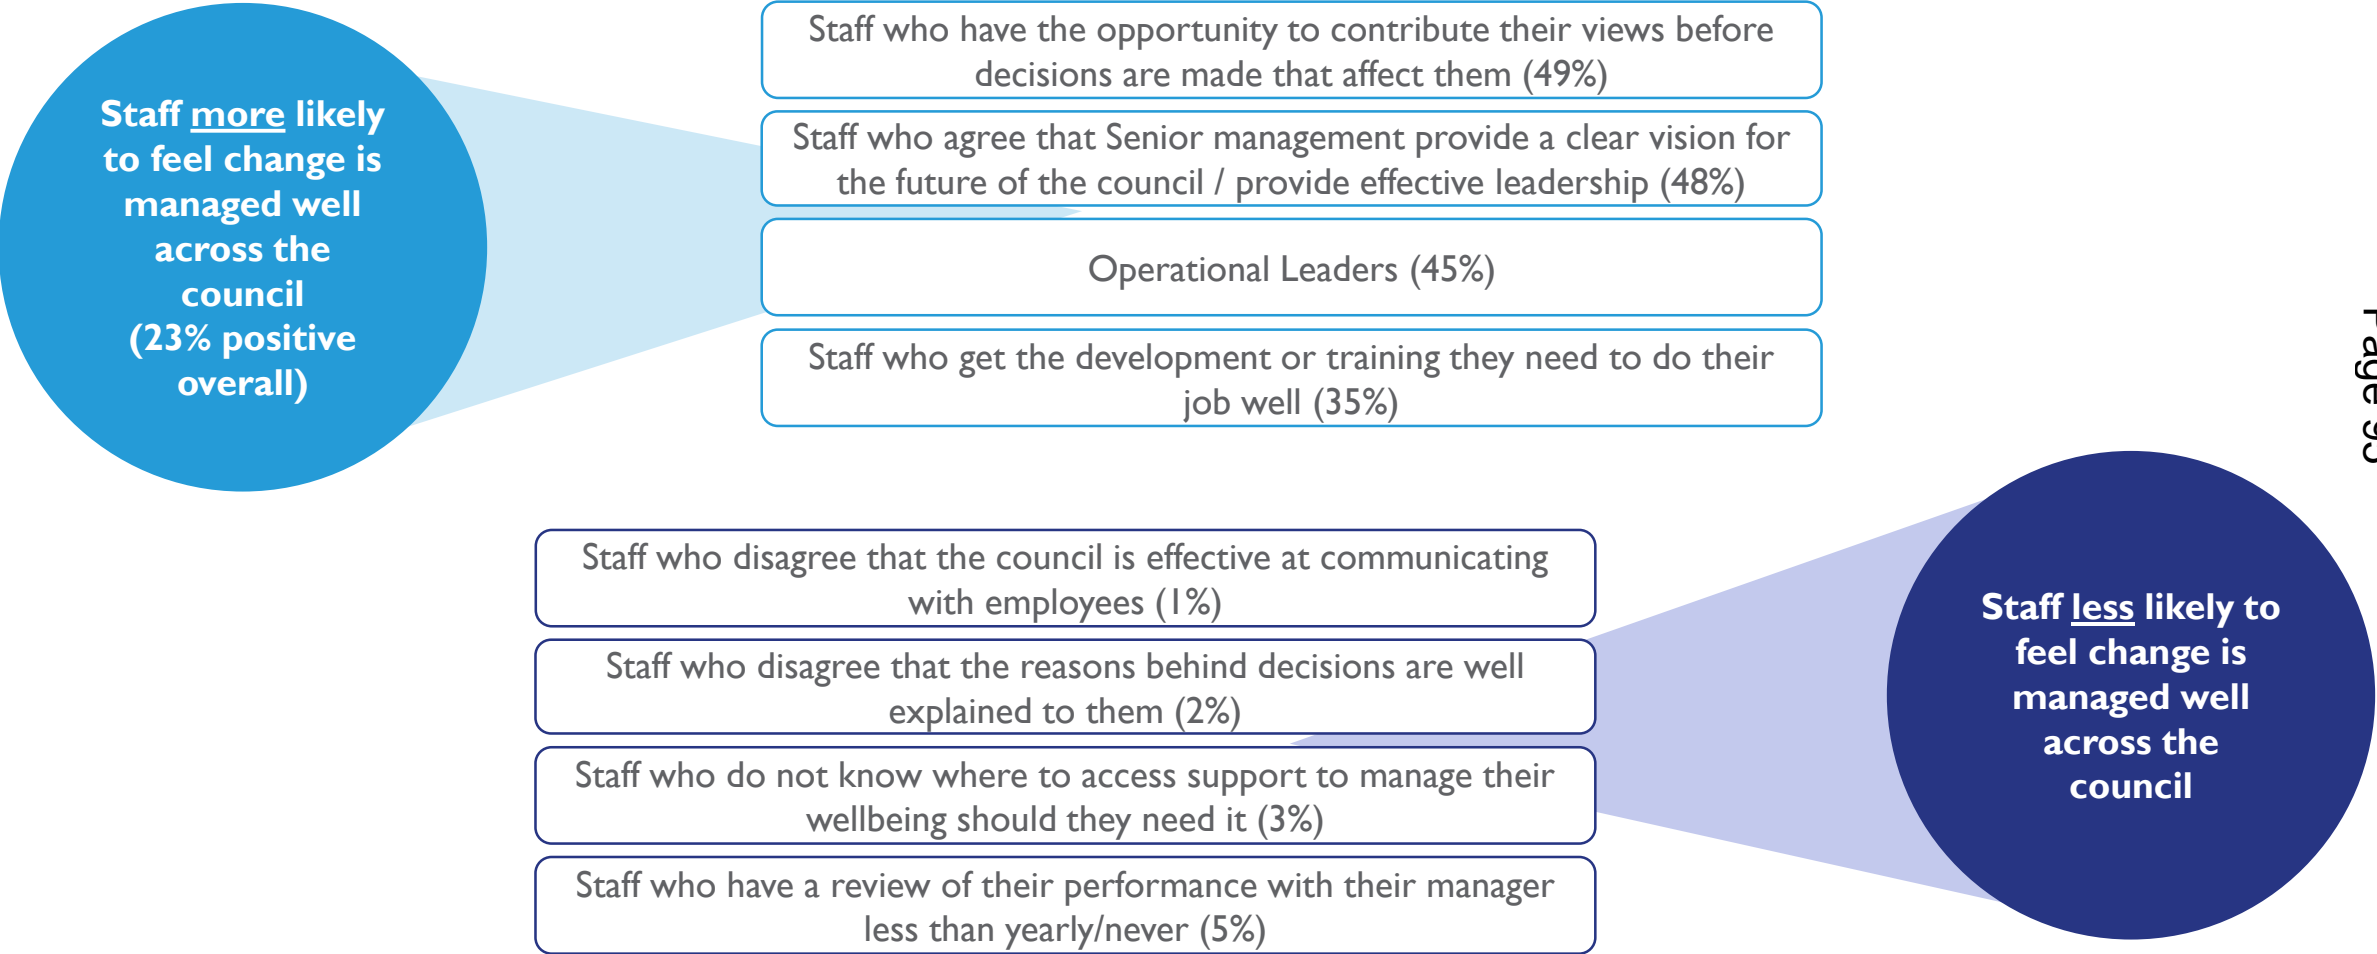 Staff more likely
to feel change is
managed well
across the
council
(23% positive
overall)
Staff who have the opportunity to contribute their views before
decisions are made that affect them (49%)
Staff who agree that Senior management provide a clear vision for
the future of the council / provide effective leadership (48%)
Operational Leaders (45%)
Staff who get the development or training they need to do their
job well (35%)
Page
Staff who disagree that the council is effective at communicating
with employees (1%)
Staff who disagree that the reasons behind decisions are well
explained to them (2%)
Staff who do not know where to access support to manage their
wellbeing should they need it (3%)
Staff who have a review of their performance with their manager
less than yearly/never (5%)
Staff less likely to
feel change is
managed well
across the
council